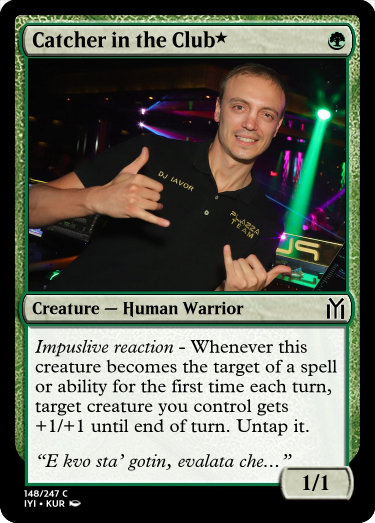 Catcher in the Club★
DJ IAVOR
PLAZZA
TEAM
Creature — Human Warrior
Impuslive reaction - Whenever this
creature becomes the target of a spell
or ability for the first time each turn,
target creature you control gets
+1/+1 until end of turn. Untap it.
“E kvo sta’ gotin, evalata che…”
1/1
148/247 C
IYI • KUR